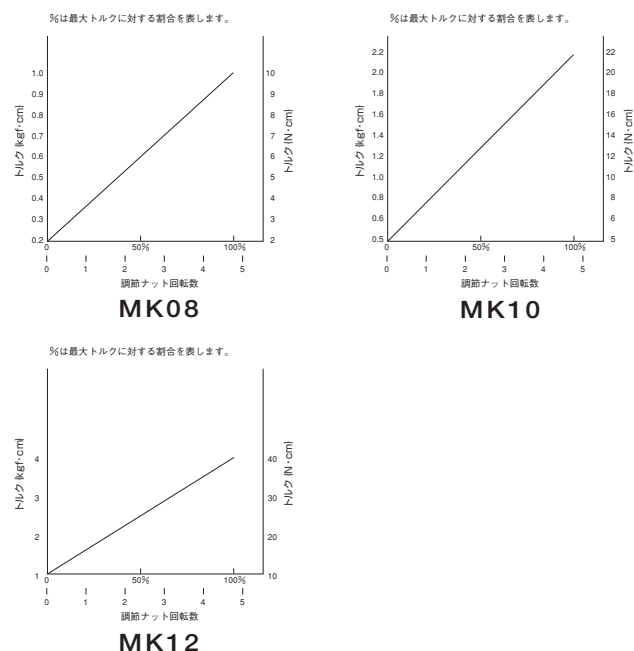 %は最大トルクに対する割合を表します。
トルク {kgf·cm}
1.0
0.9
0.8
0.7
0.6
0.5
0.4
0.3
0.2
10
9
8
7
6
5
4
3
2
トルク {N·cm}
0 50% 100%
0 1 2 3 4 5
調節ナット回転数
MK08
%は最大トルクに対する割合を表します。
トルク {kgf·cm}
2.2
2.0
1.8
1.6
1.4
1.2
1.0
0.8
0.6
0.5
22
20
18
16
14
12
10
8
6
5
トルク {N·cm}
0 50% 100%
0 1 2 3 4 5
調節ナット回転数
MK10
%は最大トルクに対する割合を表します。
トルク {kgf·cm}
4
3
2
1
40
30
20
10
トルク {N·cm}
0 50% 100%
0 1 2 3 4 5
調節ナット回転数
MK12